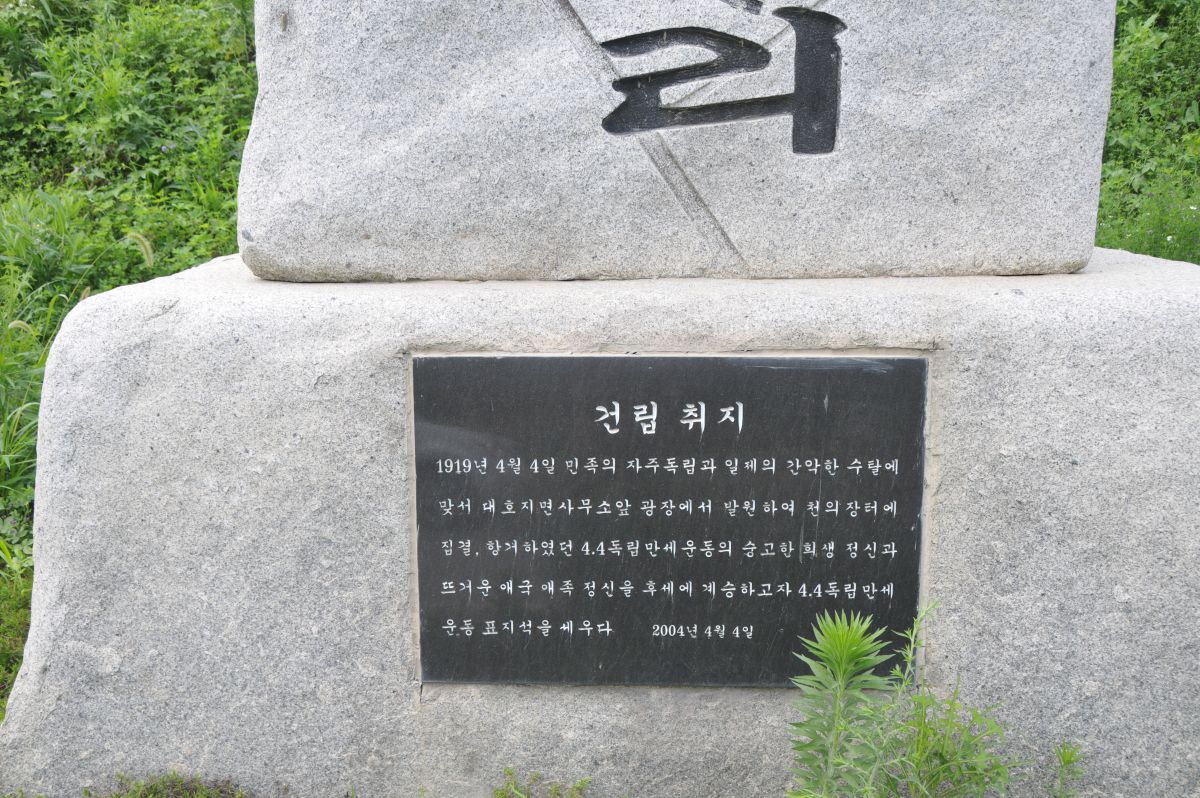 리
건립 취지
1919년 4월 4일 민족의 자주독립과 일제의 간악한 수탈에
맞서 대호지면사무소앞 광장에서 발원하여 천의장터에
집결, 항거하였던 4.4독립만세운동의 숭고한 희생 정신과
뜨거운 애국 애족 정신을 후세에 계승하고자 4.4독립만세
운동 표지석을 세우다 2004년 4월 4일